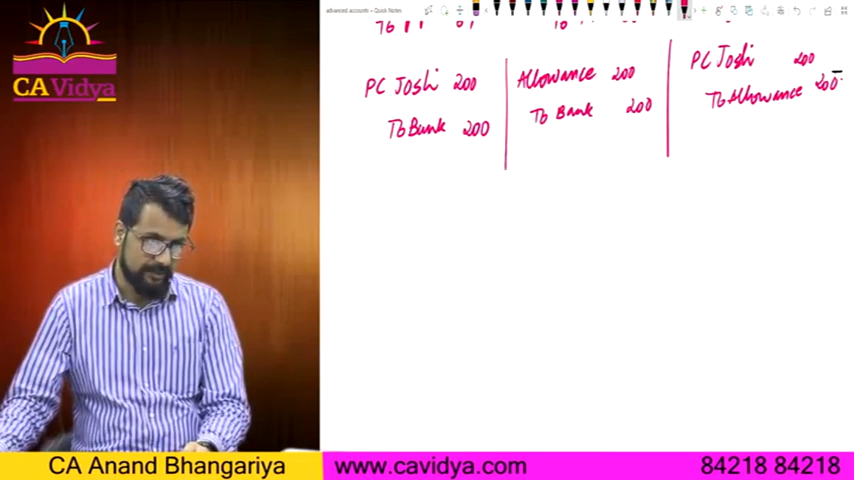 CA Vidya
advanced accounts – Quick Notes
PC Joshi 200
To Bank 200
Allowance 200
To Bank 200
PC Joshi 200
To Allowance 200
CA Anand Bhangariya
www.cavidya.com
84218 84218